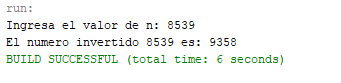 run:
Ingresa el valor de n: 8539
El numero invertido 8539 es: 9358
BUILD SUCCESSFUL (total time: 6 seconds)